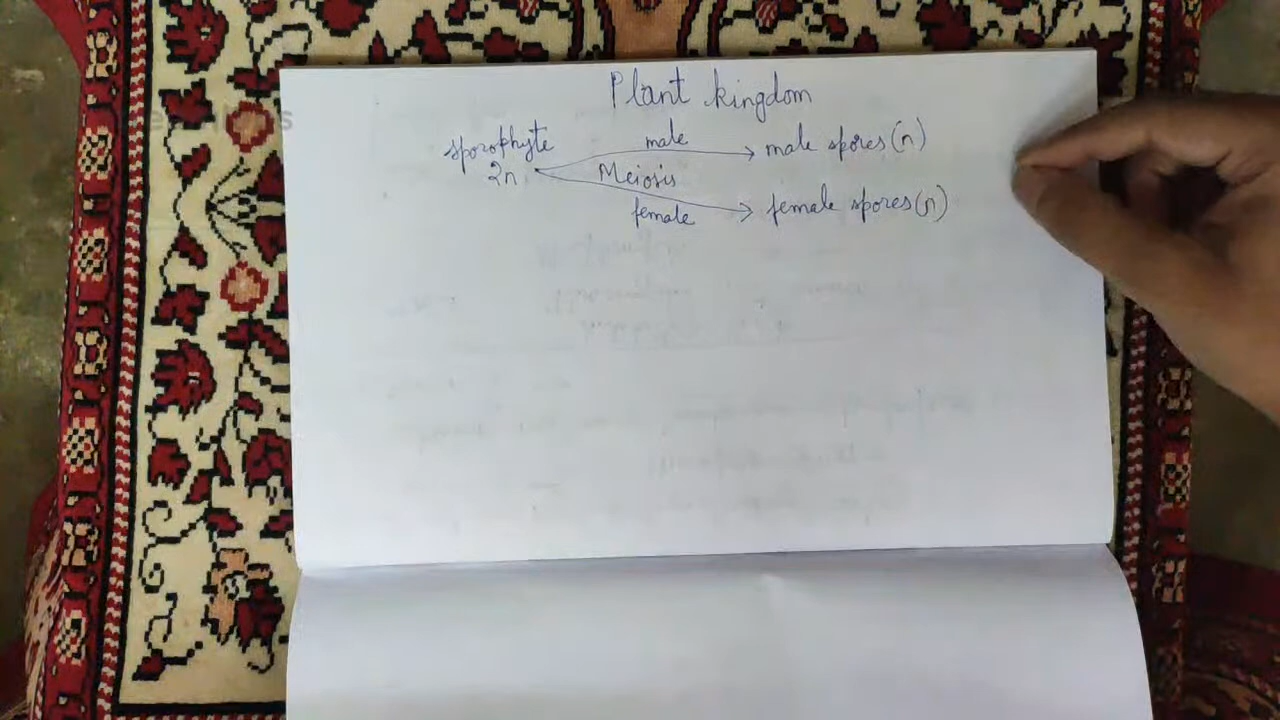 Plant kingdom
sporophyte male male spores (n)
2n Meiosis
female female spores (n)